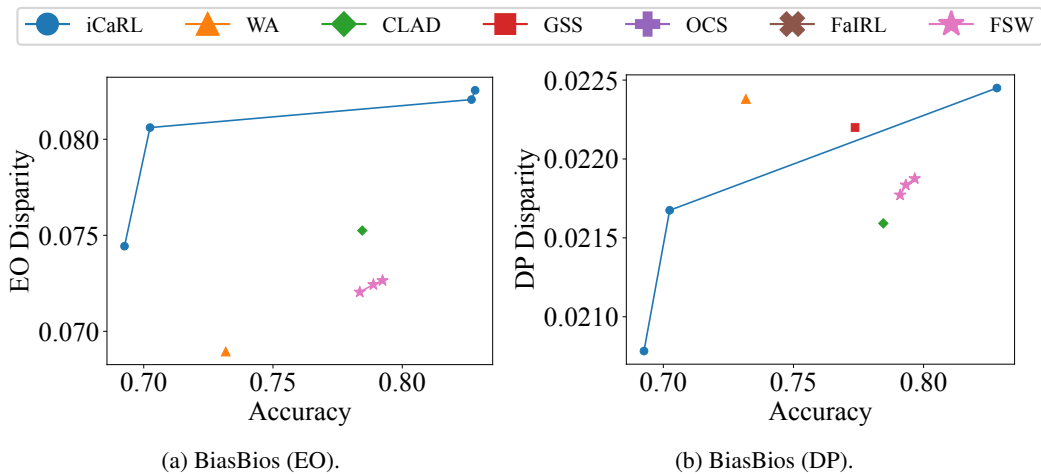 iCaRL WA CLAD GSS OCS FaIRL FSW
EO Disparity
0.080
0.075
0.070
0.70 0.75 0.80
Accuracy
(a) BiasBios (EO).
DP Disparity
0.0225
0.0220
0.0215
0.0210
0.70 0.75 0.80
Accuracy
(b) BiasBios (DP).